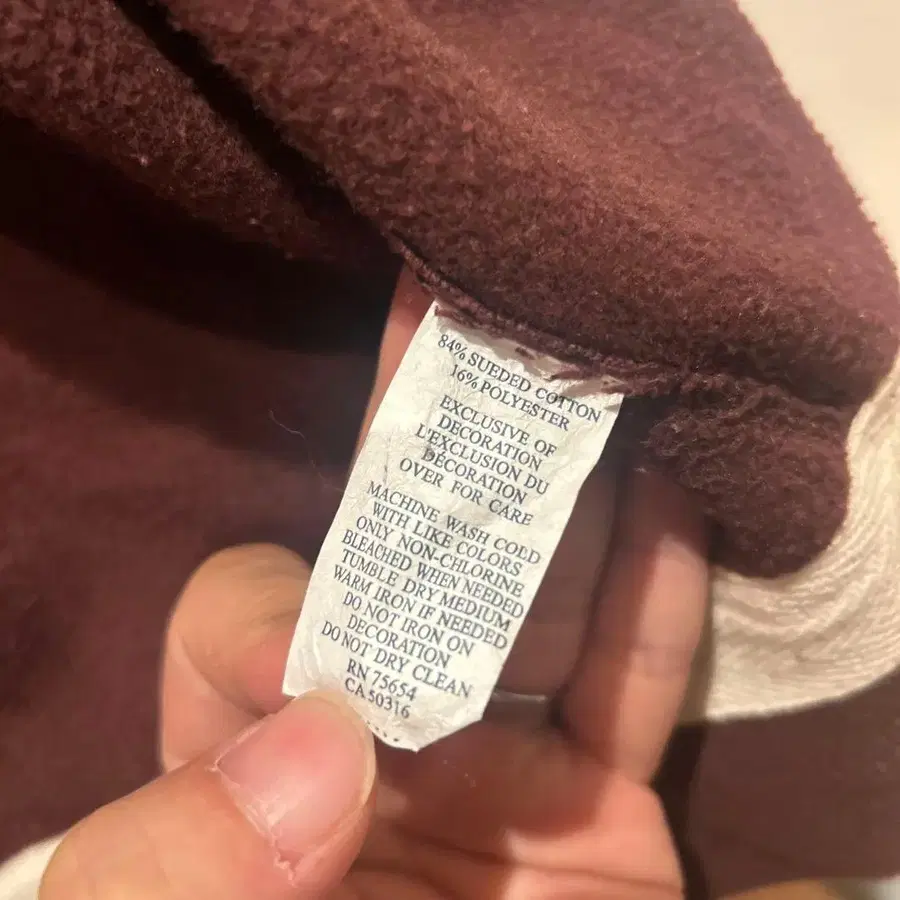 84% SUEDED COTTON
16% POLYESTER
EXCLUSIVE OF
DECORATION
L'EXCLUSION DU
DÉCORATION
OVER FOR CARE
MACHINE WASH COLD
WITH LIKE COLORS
ONLY NON-CHLORINE
BLEACHED WHEN NEEDED
TUMBLE DRY MEDIUM
WARM IRON IF NEEDED
DO NOT IRON ON
DECORATION
DO NOT DRY CLEAN
RN 75654
CA 50316